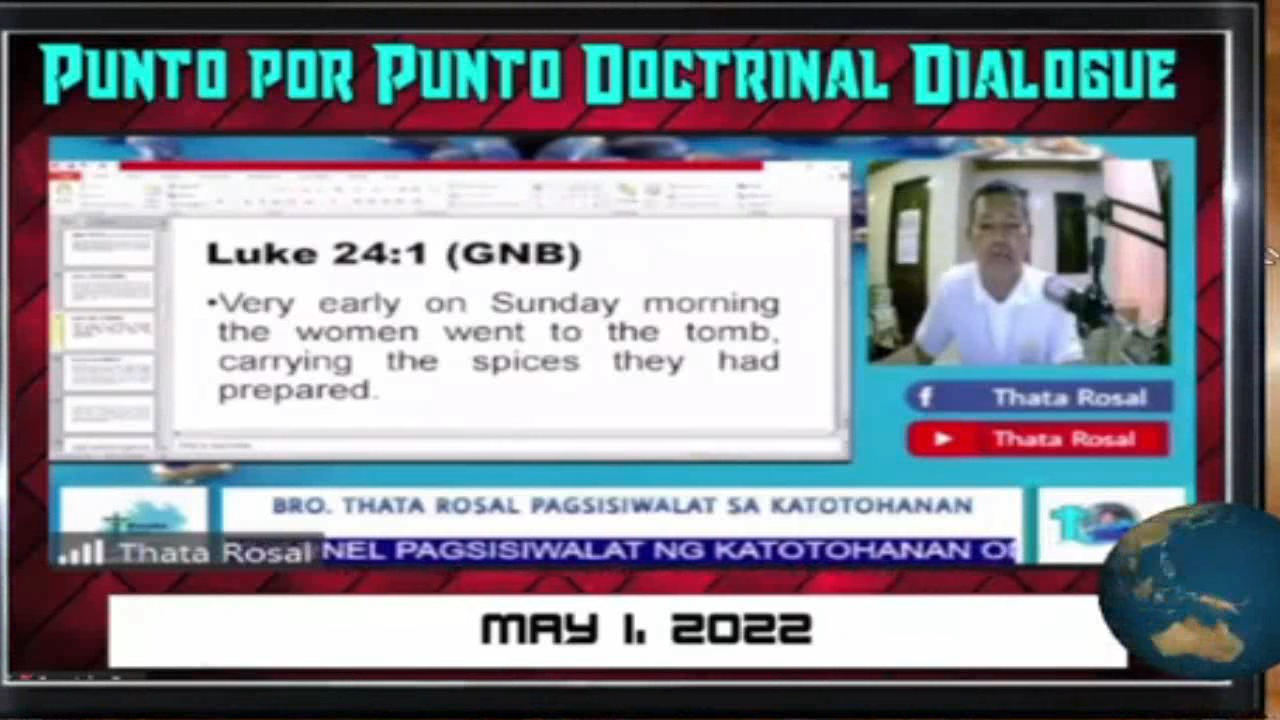 PUNTO POR PUNTO DOCTRINAL DIALOGUE
Luke 24:1 (GNB)
•Very early on Sunday morning
the women went to the tomb,
carrying the spices they had
prepared.
f Thata Rosal
Thata Rosal
BRO. THATA ROSAL PAGSISIWALAT SA KATOTOHANAN
Thata Rosal
NEL PAGSISIWALAT NG KATOTOHANAN
MAY 1, 2022